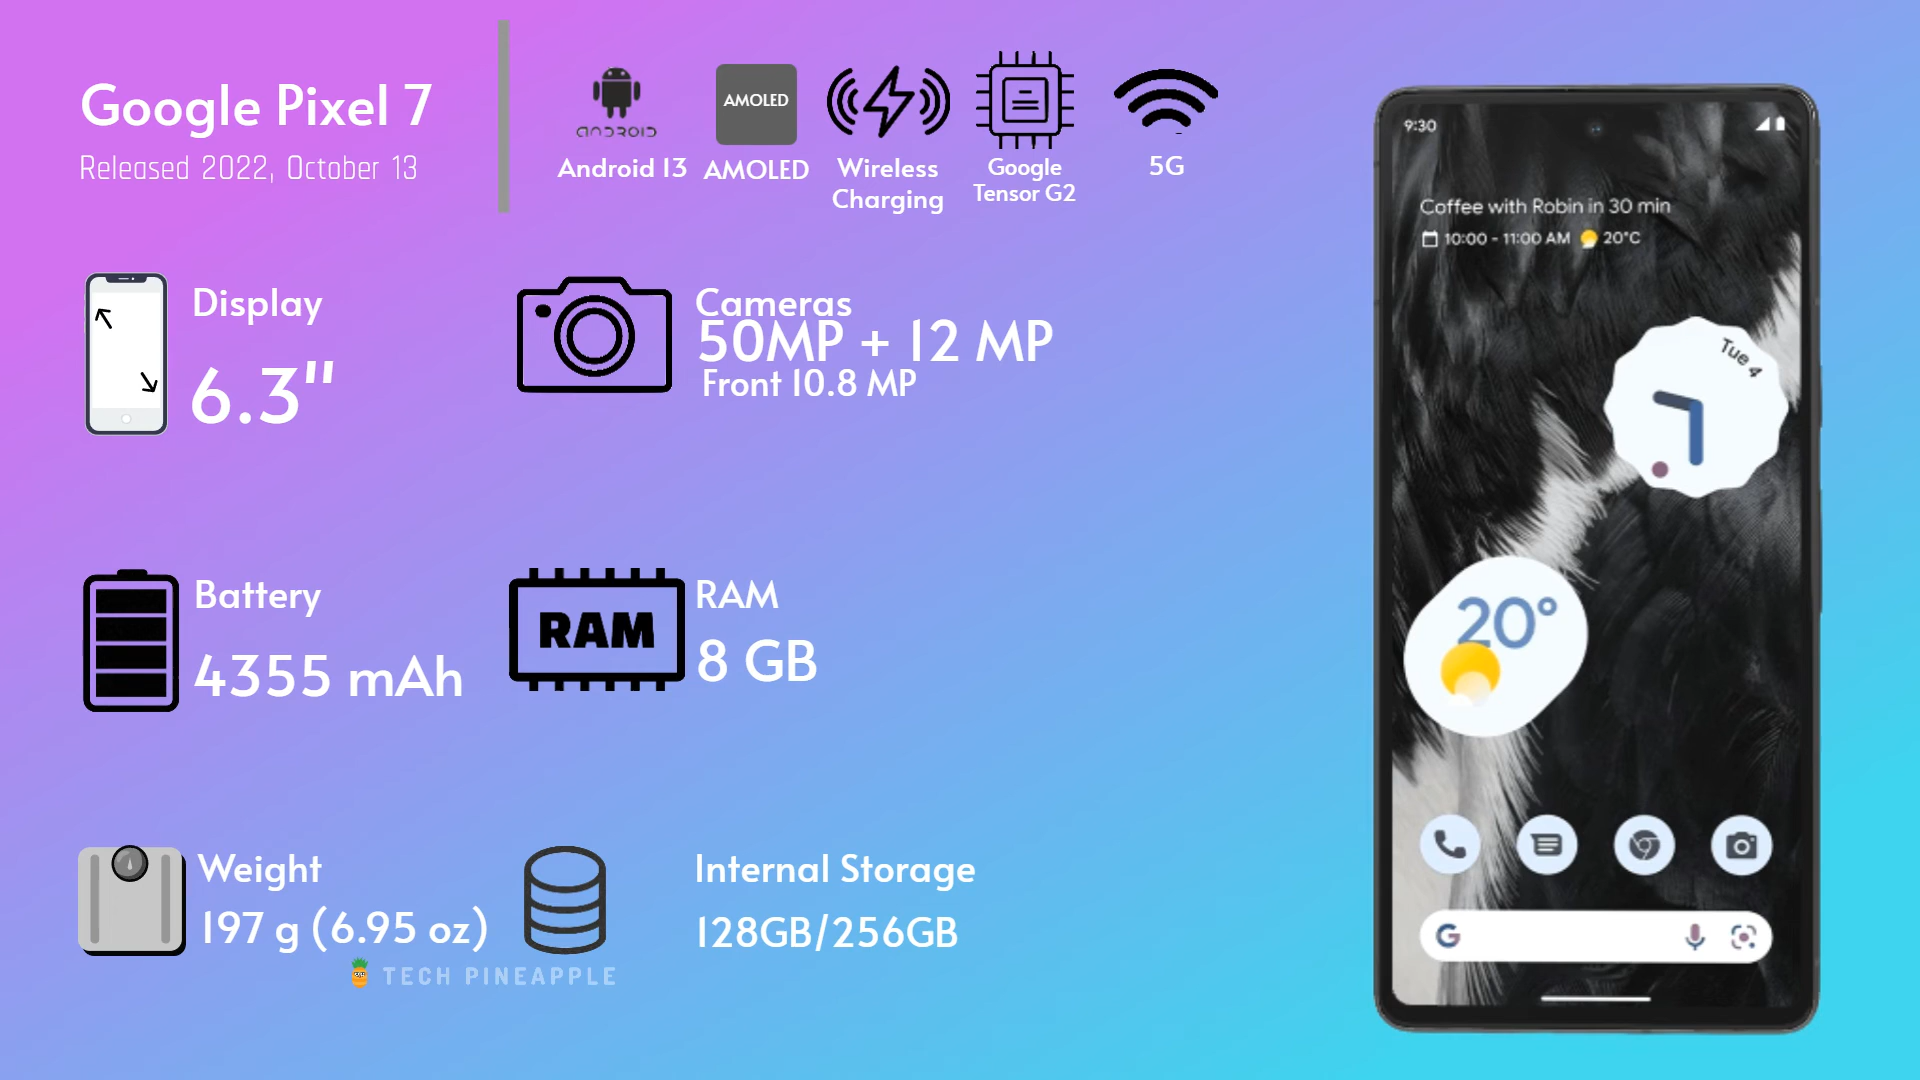 Google Pixel 7
Released 2022, October 13
ANDROID
Android 13
AMOLED
AMOLED
Wireless
Charging
Google
Tensor G2
5G
Display
6.3"
Cameras
50MP + 12 MP
Front 10.8 MP
Battery
4355 mAh
RAM
RAM
8 GB
Weight
197 g (6.95 oz)
Internal Storage
128GB/256GB
TECH PINEAPPLE
9:30
Coffee with Robin in 30 min
10:00 - 11:00 AM 20°C
Tue 4
20°
G